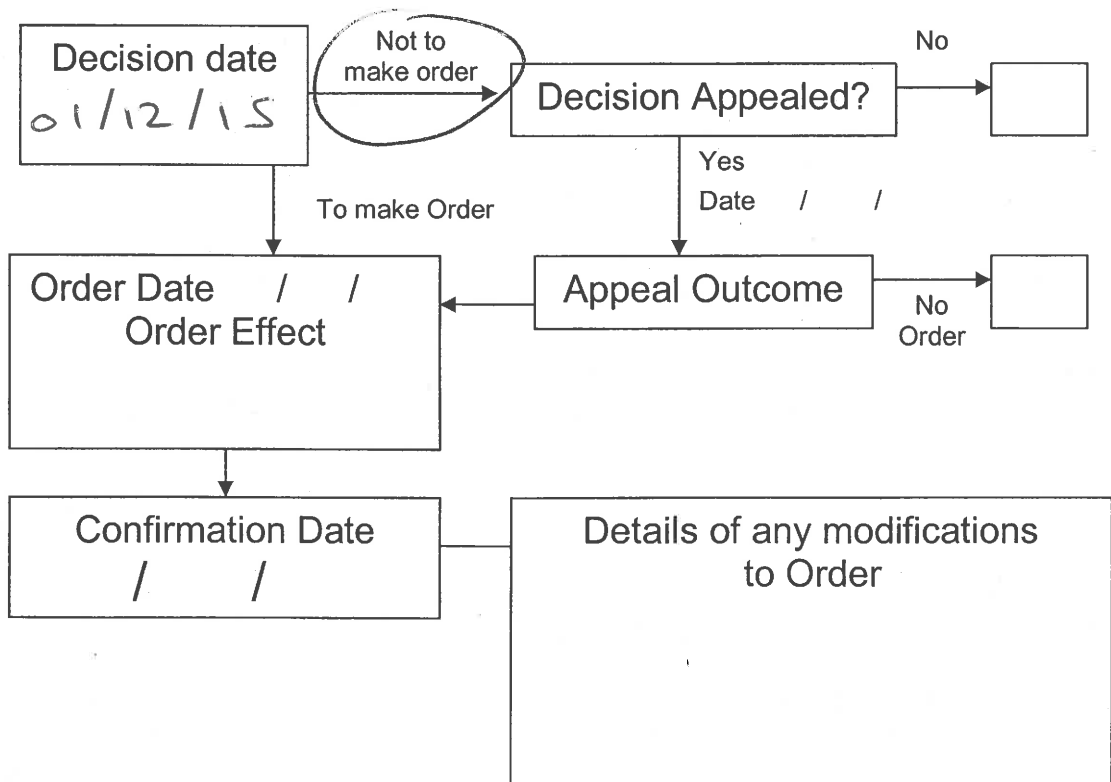 Decision date
01/12/15
Not to
make order
Decision Appealed?
No
Yes
Date / /
To make Order
Order Date / /
Order Effect
Appeal Outcome
No
Order
Confirmation Date
/ /
Details of any modifications
to Order